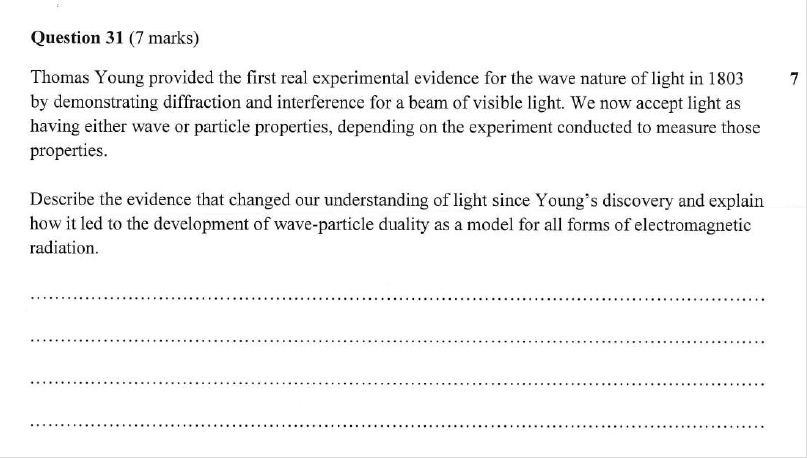 Question 31 (7 marks)
Thomas Young provided the first real experimental evidence for the wave nature of light in 1803 7
by demonstrating diffraction and interference for a beam of visible light. We now accept light as
having either wave or particle properties, depending on the experiment conducted to measure those
properties.
Describe the evidence that changed our understanding of light since Young's discovery and explain
how it led to the development of wave-particle duality as a model for all forms of electromagnetic
radiation.